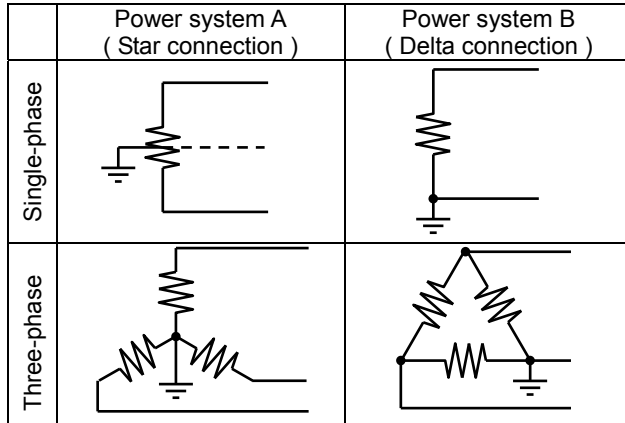 Power system A
( Star connection )
Power system B
( Delta connection )
Single-phase
Three-phase